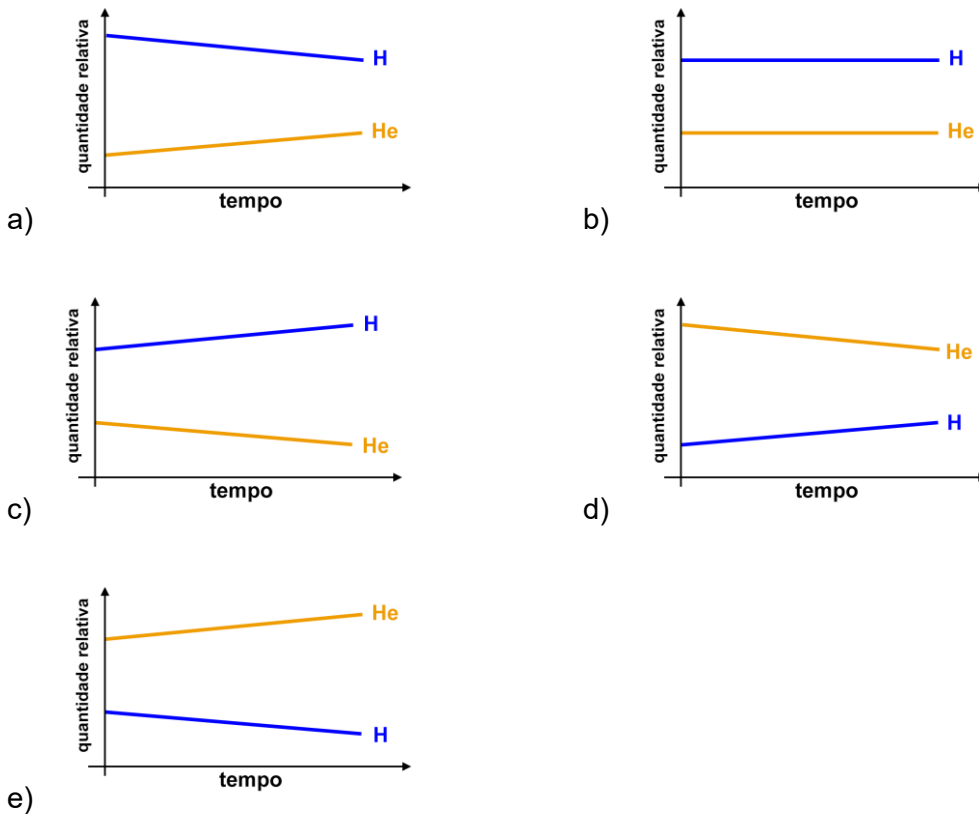 quantidade relativa
H
He
tempo
a)
quantidade relativa
H
He
tempo
b)
quantidade relativa
H
He
tempo
c)
quantidade relativa
He
H
tempo
d)
quantidade relativa
He
H
tempo
e)